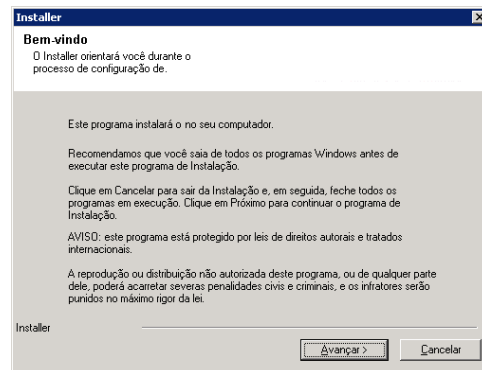 Installer
Bem-vindo
O Installer orientará você durante o
processo de configuração de.
Este programa instalará o no seu computador.
Recomendamos que você saia de todos os programas Windows antes de
executar este programa de Instalação.
Clique em Cancelar para sair da Instalação e, em seguida, feche todos os
programas em execução. Clique em Próximo para continuar o programa de
Instalação.
AVISO: este programa está protegido por leis de direitos autorais e tratados
internacionais.
A reprodução ou distribuição não autorizada deste programa, ou de qualquer parte
dele, poderá acarretar severas penalidades civis e criminais, e os infratores serão
punidos no máximo rigor da lei.
Installer
Avançar >
Cancelar